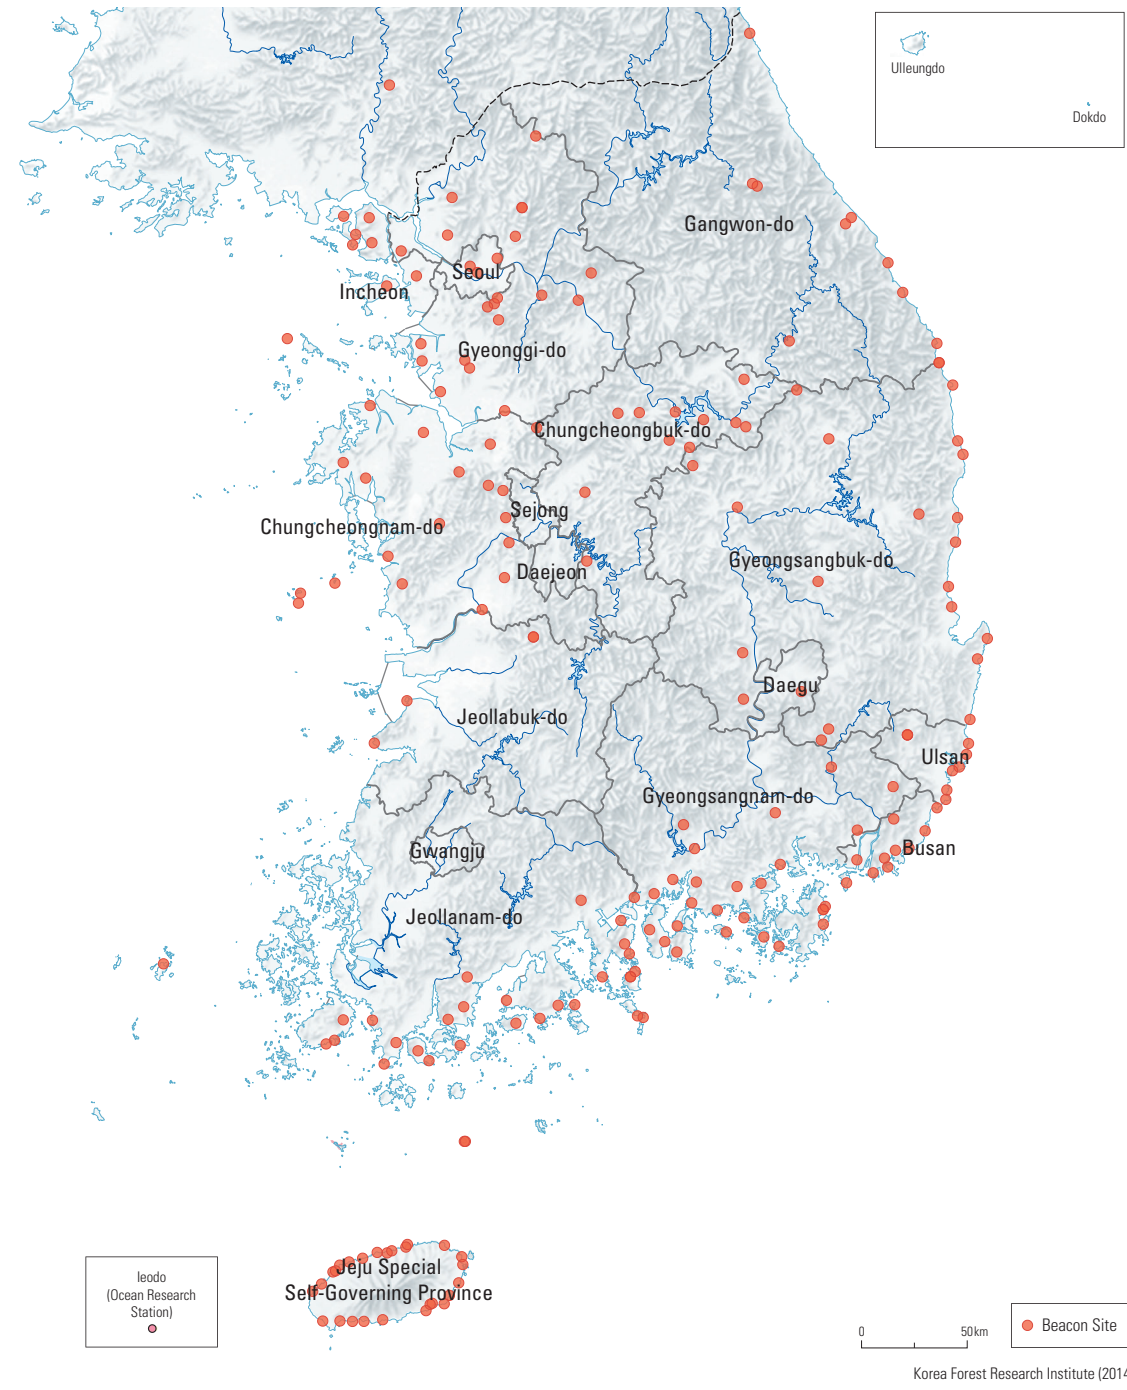 Ulleungdo
Dokdo
Gangwon-do
Seoul
Incheon
Gyeonggi-do
Chungcheongbuk-do
Sejong
Chungcheongnam-do
Gyeongsangbuk-do
Daejeon
Daegu
Jeollabuk-do
Ulsan
Gyeongsangnam-do
Gwangju
Busan
Jeollanam-do
Jeju Special
Self-Governing Province
Ieodo
(Ocean Research
Station)
0 50km
Beacon Site
Korea Forest Research Institute (2014